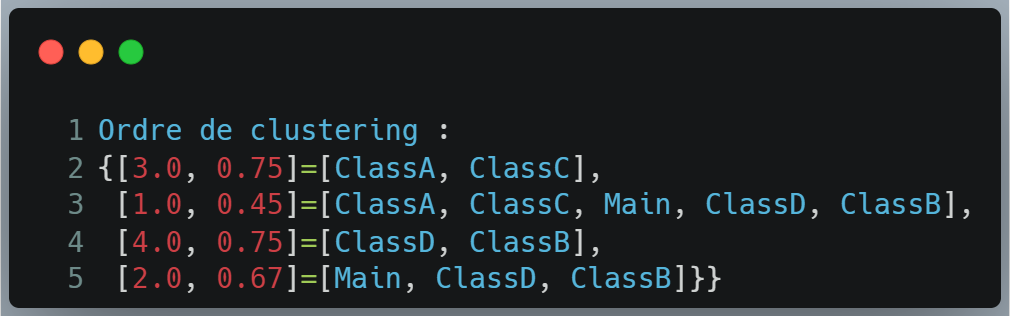 1 Ordre de clustering :
2 {[3.0, 0.75]=[ClassA, ClassC],
3 [1.0, 0.45]=[ClassA, ClassC, Main, ClassD, ClassB],
4 [4.0, 0.75]=[ClassD, ClassB],
5 [2.0, 0.67]=[Main, ClassD, ClassB]}}